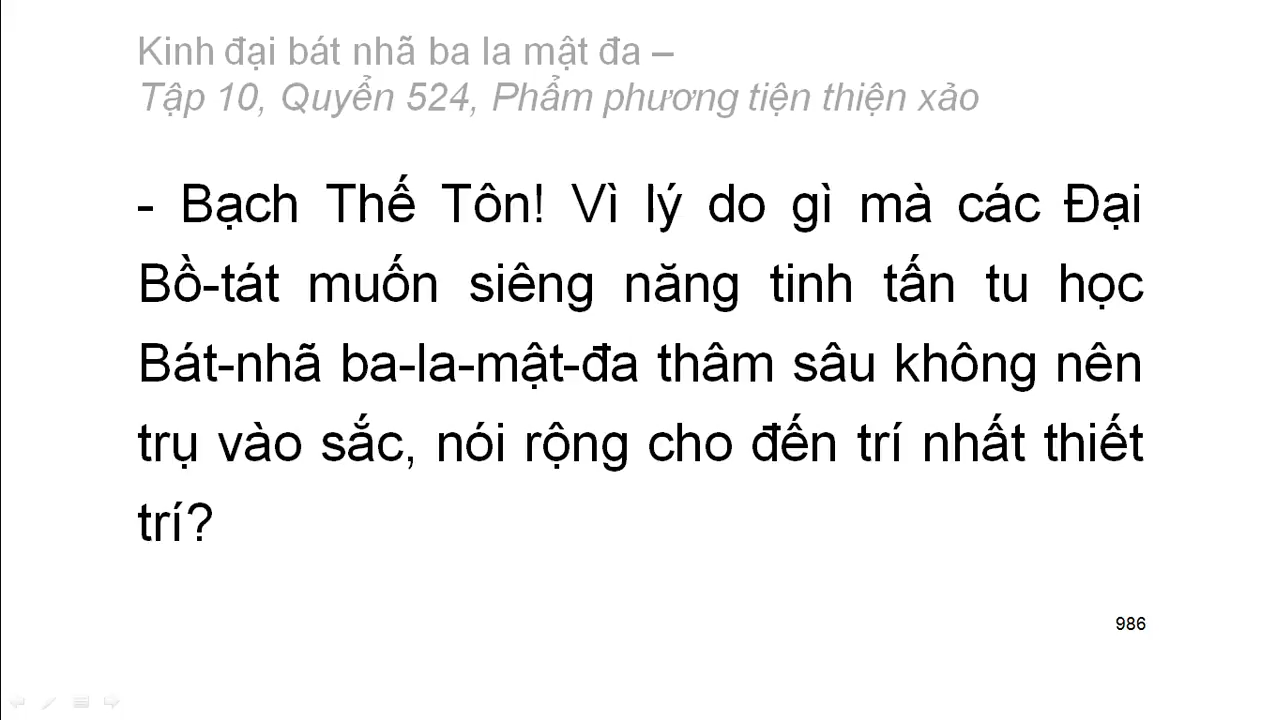 Kinh đại bát nhã ba la mật đa –
Tập 10, Quyển 524, Phẩm phương tiện thiện xảo
- Bạch Thế Tôn! Vì lý do gì mà các Đại
Bồ-tát muốn siêng năng tinh tấn tu học
Bát-nhã ba-la-mật-đa thâm sâu không nên
trụ vào sắc, nói rộng cho đến trí nhất thiết
trí?
986